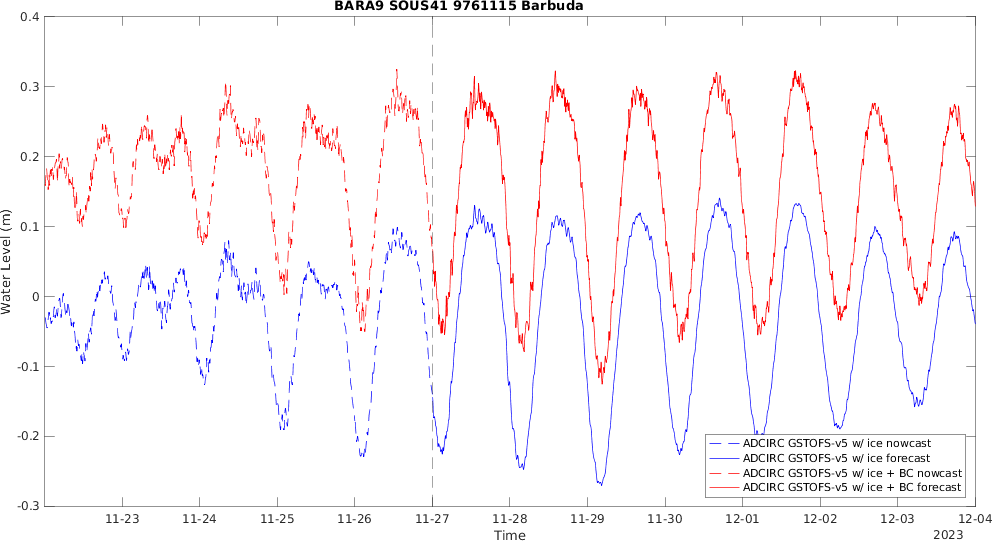 BARA9 SOUS41 9761115 Barbuda
Water Level (m)
0.4
0.3
0.2
0.1
0
-0.1
-0.2
-0.3
ADCIRC GSTOFS-v5 w/ ice nowcast
ADCIRC GSTOFS-v5 w/ ice forecast
ADCIRC GSTOFS-v5 w/ ice + BC nowcast
ADCIRC GSTOFS-v5 w/ ice + BC forecast
11-23 11-24 11-25 11-26 11-27 11-28 11-29 11-30 12-01 12-02 12-03 12-04
Time
2023